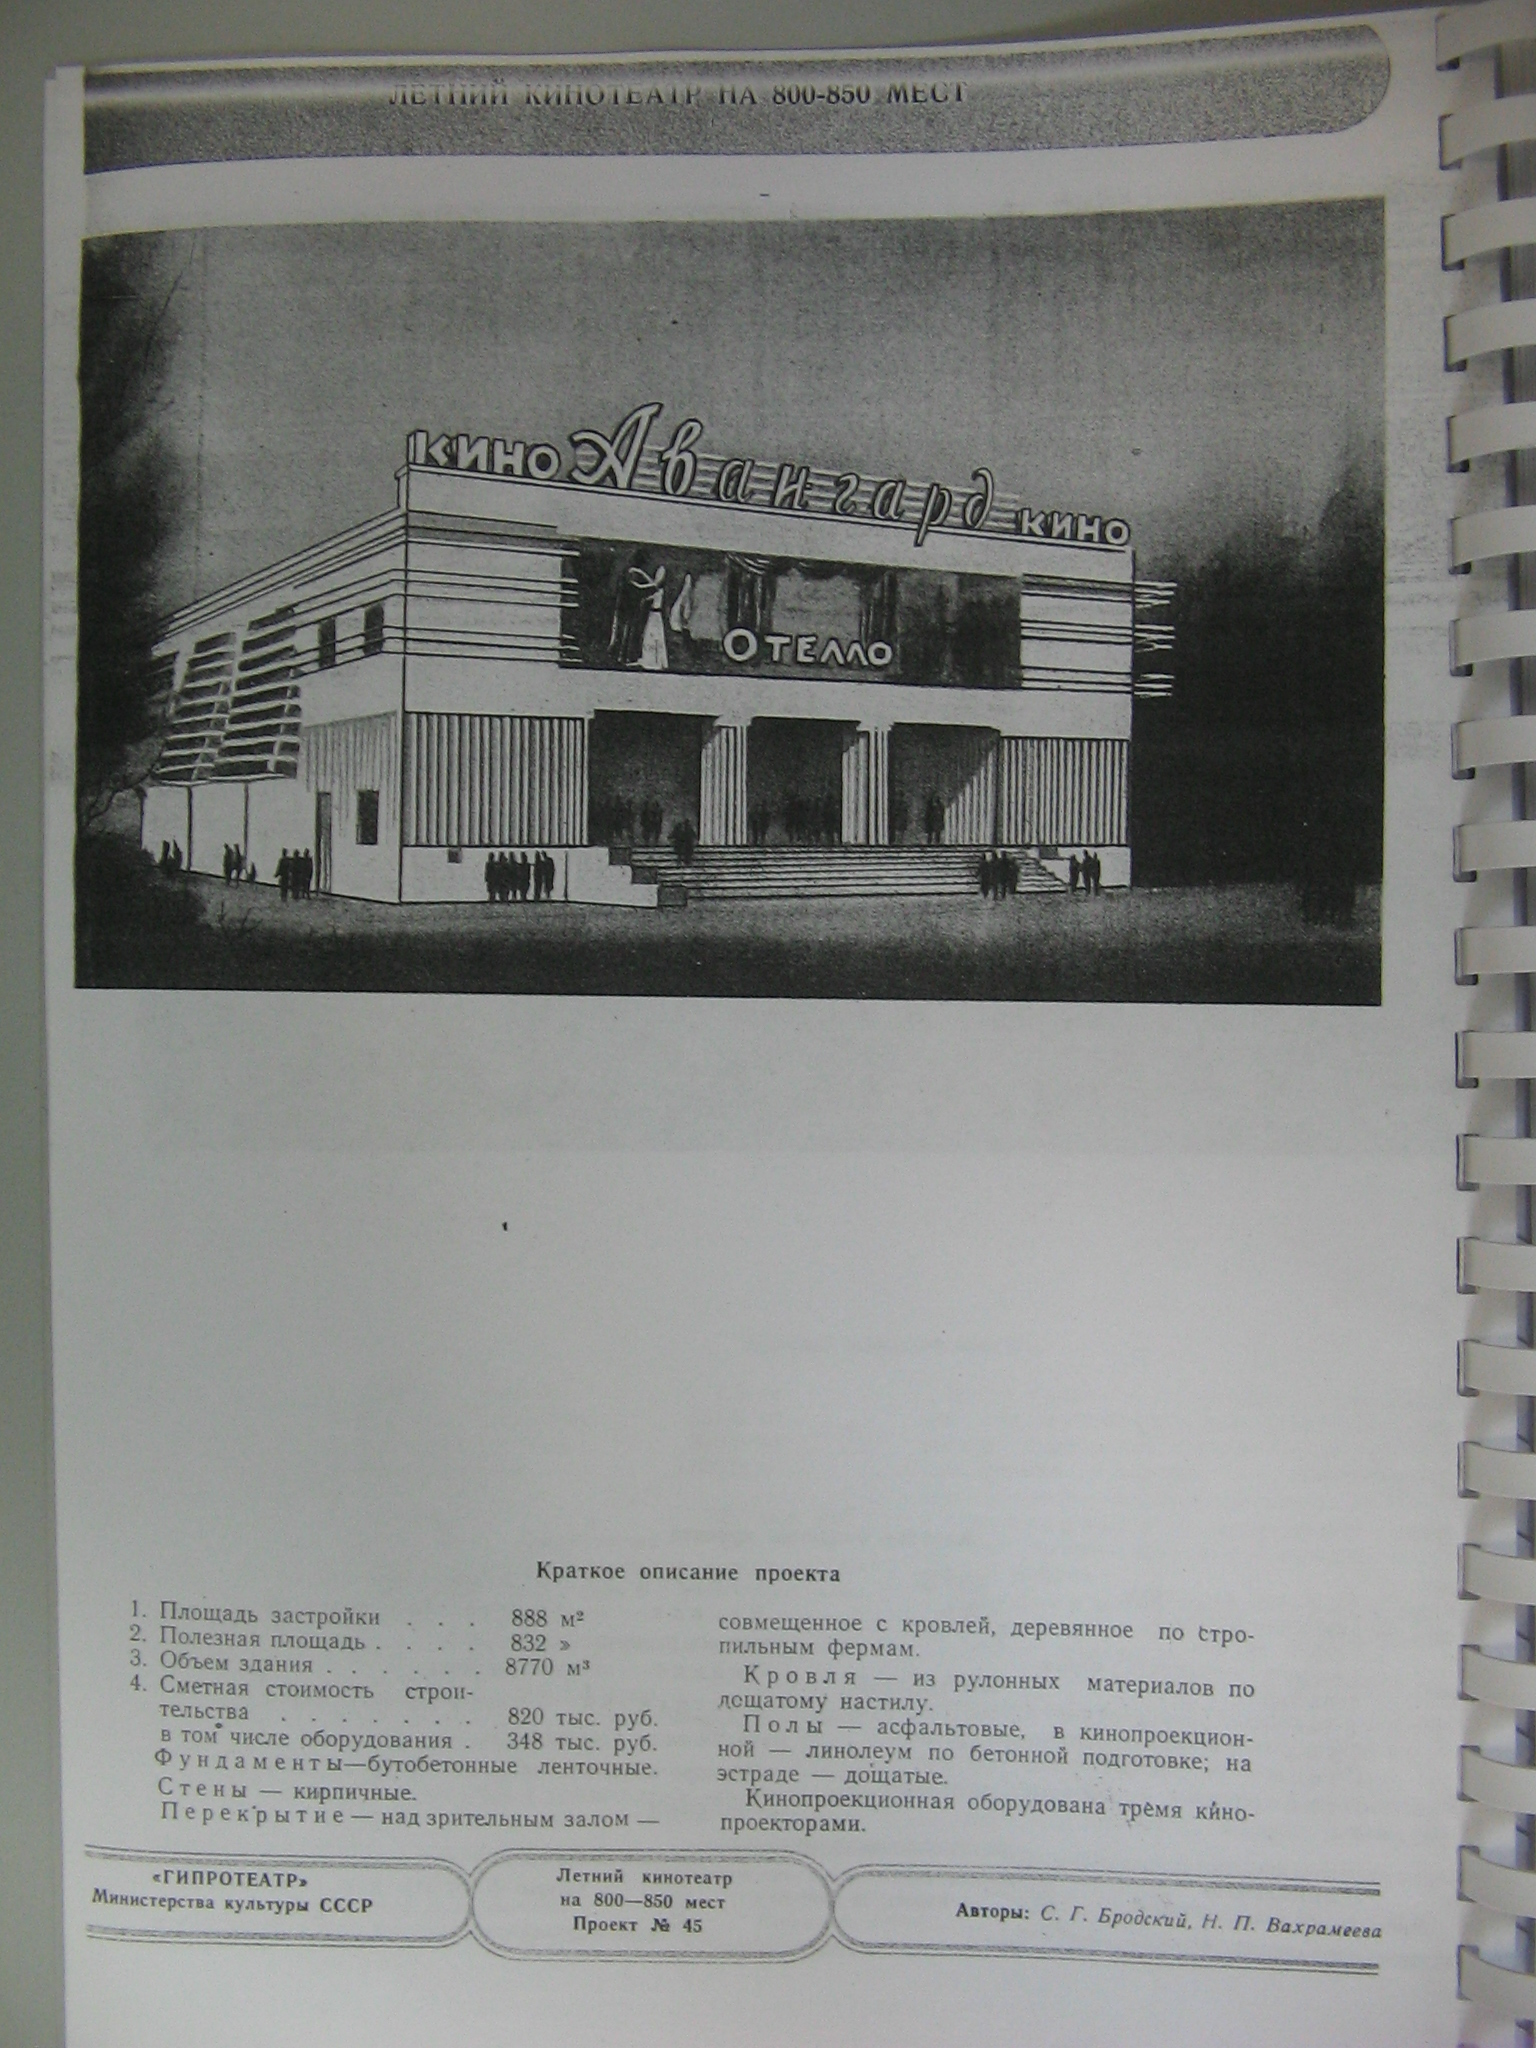 ЛЕТНИЙ КИНОТЕАТР НА 800-850 МЕСТ
КИНО Авангард КИНО
ОТЕЛЛО
Краткое описание проекта
1. Площадь застройки . . . 888 м²
2. Полезная площадь . . . . 832 »
3. Объем здания . . . . . . 8770 м³
4. Сметная стоимость строи-
тельства . . . . . . . 820 тыс. руб.
в том числе оборудования . 348 тыс. руб.
Фундаменты—бутобетонные ленточные.
Стены — кирпичные.
Перекрытие — над зрительным залом —
совмещенное с кровлей, деревянное по стро-
пильным фермам.
Кровля — из рулонных материалов по
дощатому настилу.
Полы — асфальтовые, в кинопроекцион-
ной — линолеум по бетонной подготовке; на
эстраде — дощатые.
Кинопроекционная оборудована тремя кино-
проекторами.
«ГИПРОТЕАТР»
Министерства культуры СССР
Летний кинотеатр
на 800—850 мест
Проект № 45
Авторы: С. Г. Бродский, Н. П. Вахрамеева